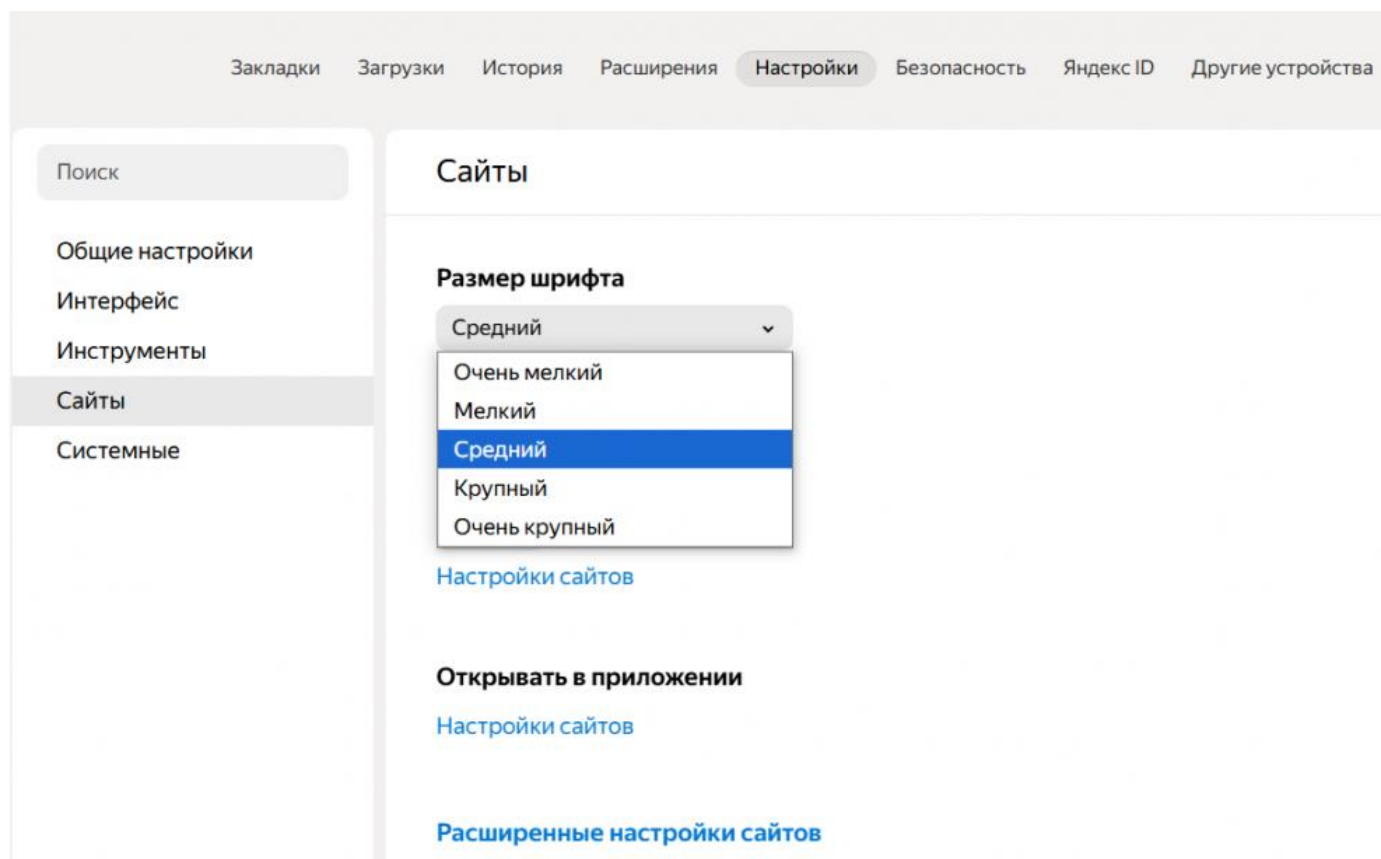 Закладки Загрузки История Расширения Настройки Безопасность Яндекс ID Другие устройства
Поиск
Общие настройки
Интерфейс
Инструменты
Сайты
Системные
Сайты
Размер шрифта
Средний
Очень мелкий
Мелкий
Средний
Крупный
Очень крупный
Настройки сайтов
Открывать в приложении
Настройки сайтов
Расширенные настройки сайтов